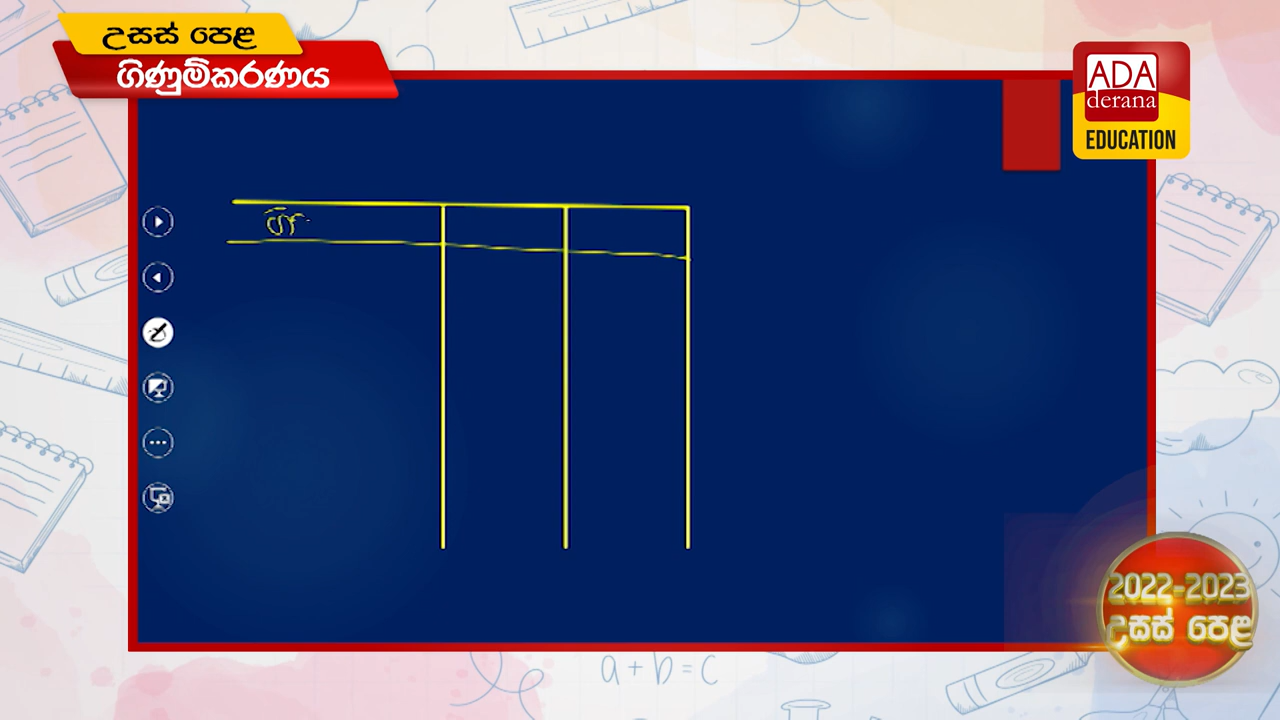 උසස් පෙළ
ගිණුම්කරණය
ADA
derana
EDUCATION
2022-2023
උසස් පෙළ
a+b=c